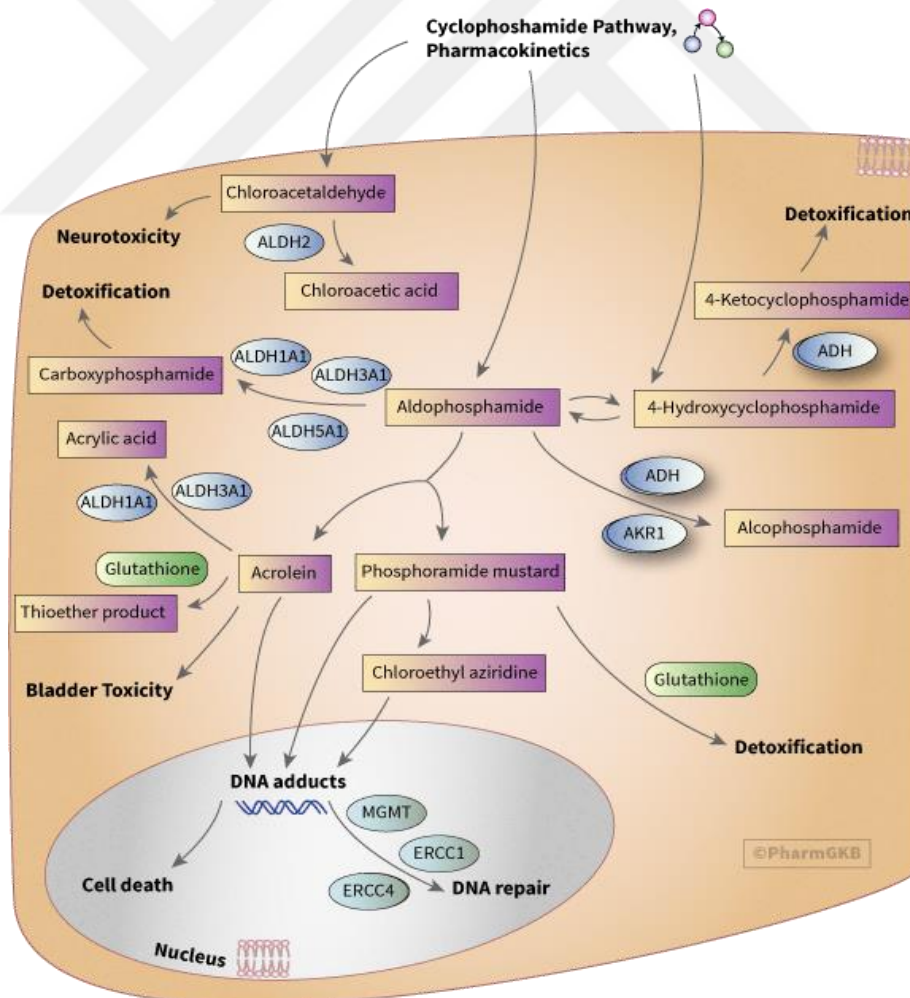 Cyclophoshamide Pathway,
Pharmacokinetics
Chloroacetaldehyde
Neurotoxicity
ALDH2
Chloroacetic acid
Detoxification
4-Ketocyclophosphamide
ADH
Detoxification
Carboxyphosphamide
ALDH1A1
ALDH3A1
ALDH5A1
Aldophosphamide
4-Hydroxycyclophosphamide
Acrylic acid
ALDH1A1
ALDH3A1
ADH
AKR1
Alcophosphamide
Glutathione
Acrolein
Phosphoramide mustard
Thioether product
Bladder Toxicity
Chloroethyl aziridine
Glutathione
Detoxification
DNA adducts
MGMT
ERCC1
ERCC4
Cell death
DNA repair
©PharmGKB
Nucleus